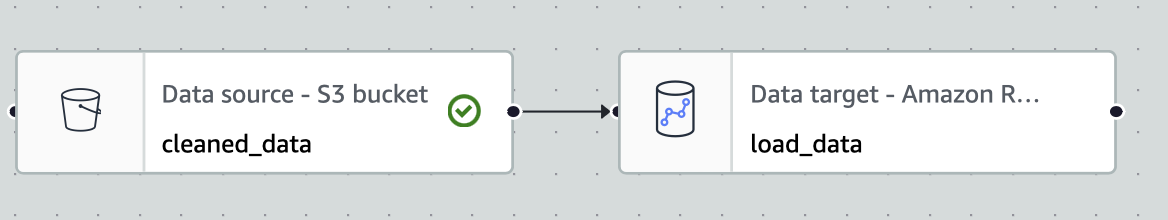 Data source - S3 bucket
cleaned_data
Data target - Amazon R...
load_data